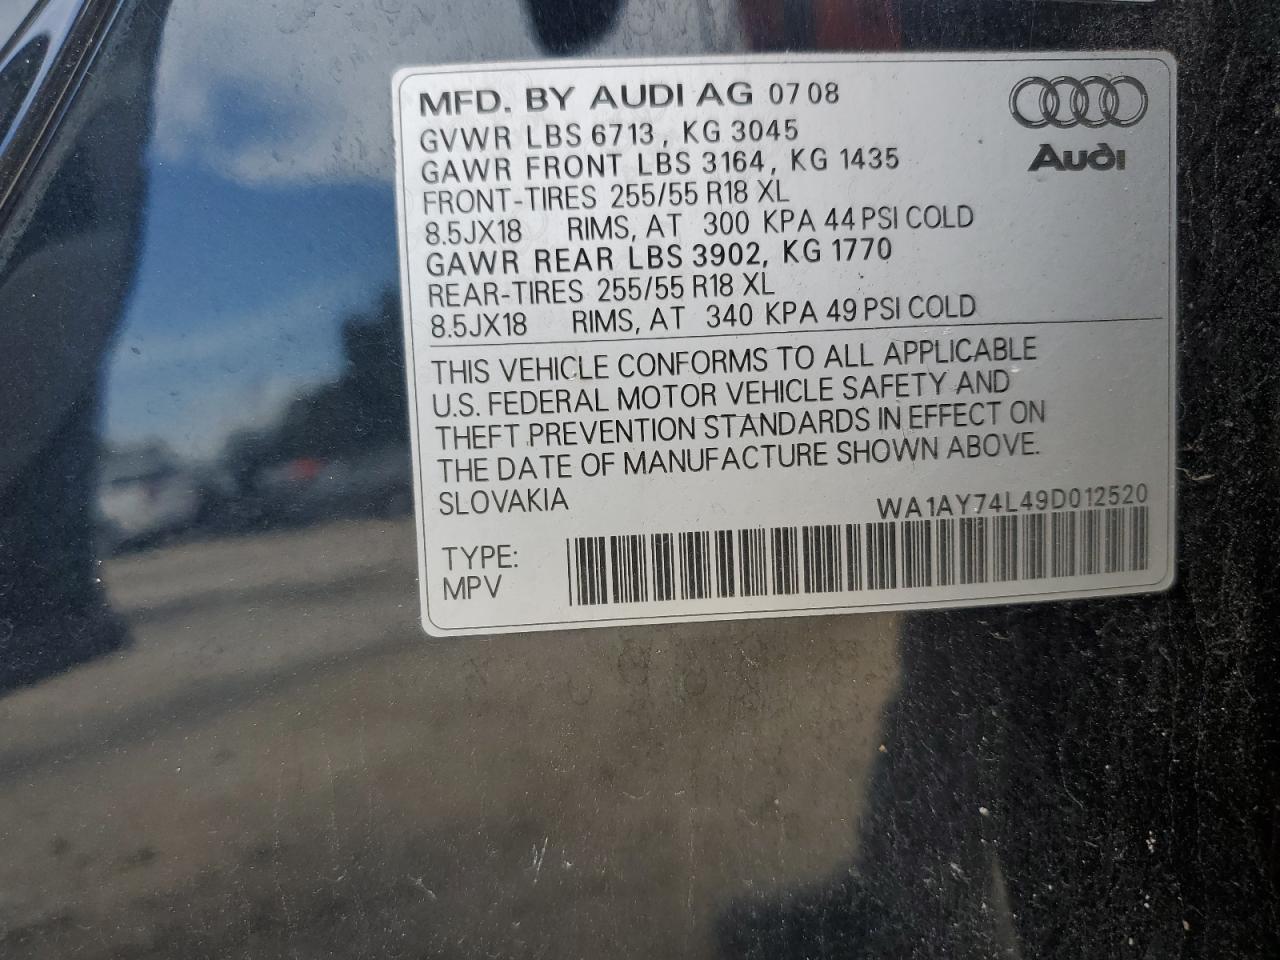 MFD. BY AUDI AG 07 08
GVWR LBS 6713, KG 3045
GAWR FRONT LBS 3164, KG 1435
FRONT-TIRES 255/55 R18 XL
8.5JX18 RIMS, AT 300 KPA 44 PSI COLD
GAWR REAR LBS 3902, KG 1770
REAR-TIRES 255/55 R18 XL
8.5JX18 RIMS, AT 340 KPA 49 PSI COLD
Audi
THIS VEHICLE CONFORMS TO ALL APPLICABLE
U.S. FEDERAL MOTOR VEHICLE SAFETY AND
THEFT PREVENTION STANDARDS IN EFFECT ON
THE DATE OF MANUFACTURE SHOWN ABOVE.
SLOVAKIA
WA1AY74L49D012520
TYPE:
MPV